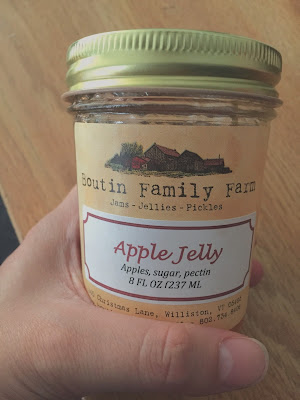 Boutin Family Farm
Jams - Jellies - Pickles
Apple Jelly
Apples, sugar, pectin
8 FL OZ (237 ML
Christmas Lane, Williston, VT
802.